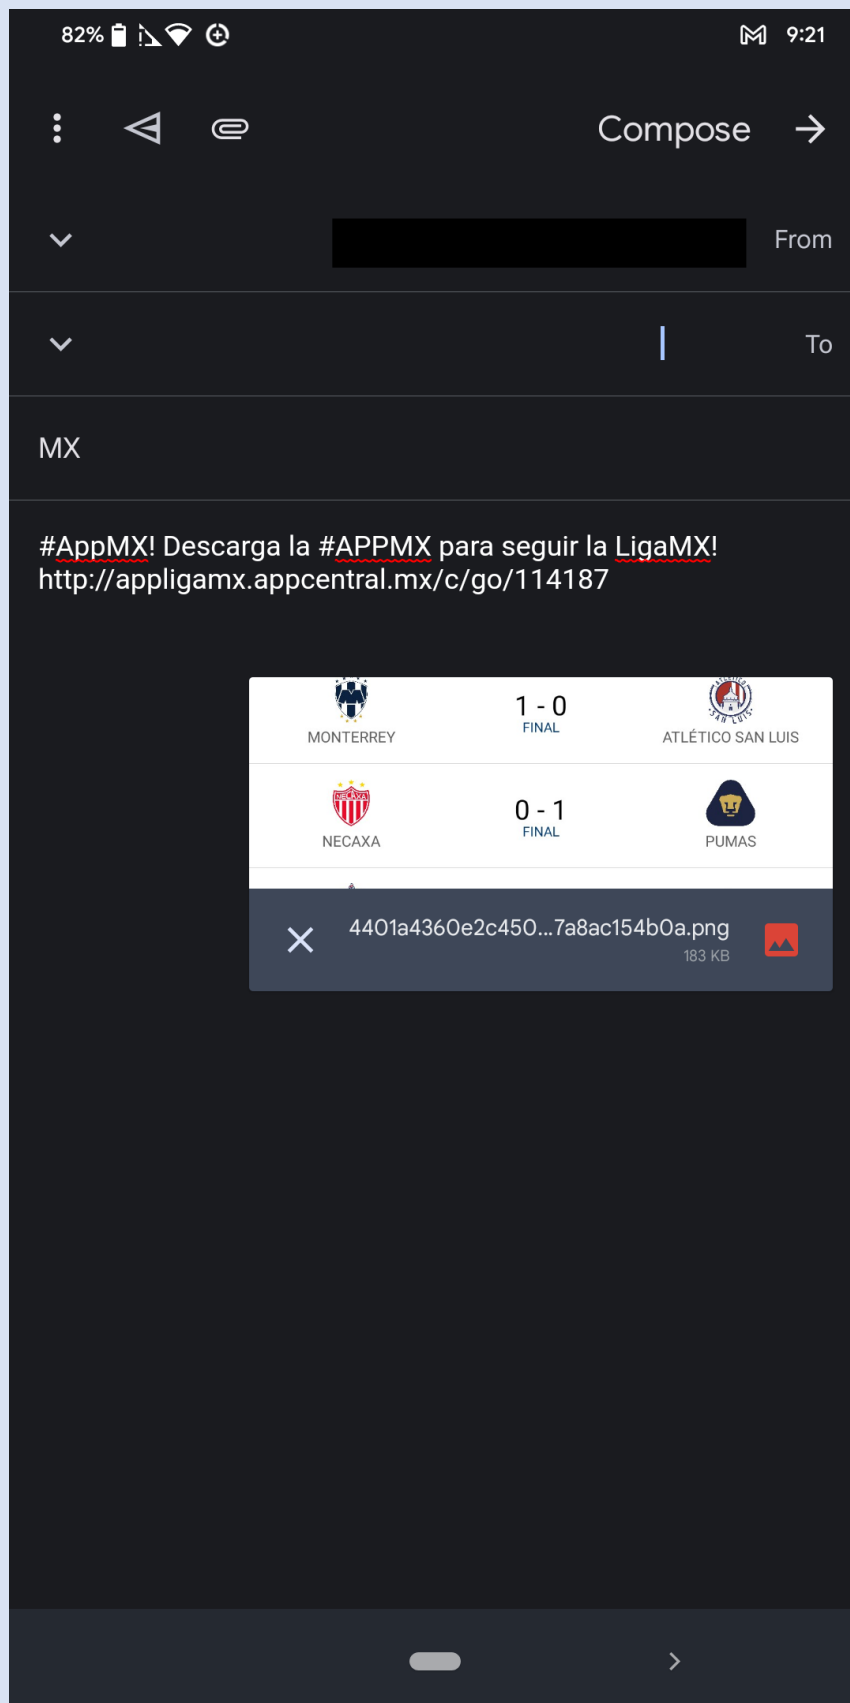 82% 9:21
Compose
From
To
MX
#AppMX! Descarga la #APPMX para seguir la LigaMX!
http://appligamx.appcentral.mx/c/go/114187
1 - 0
FINAL
MONTERREY ATLÉTICO SAN LUIS
0 - 1
FINAL
NECAXA PUMAS
4401a4360e2c450...7a8ac154b0a.png
183 KB